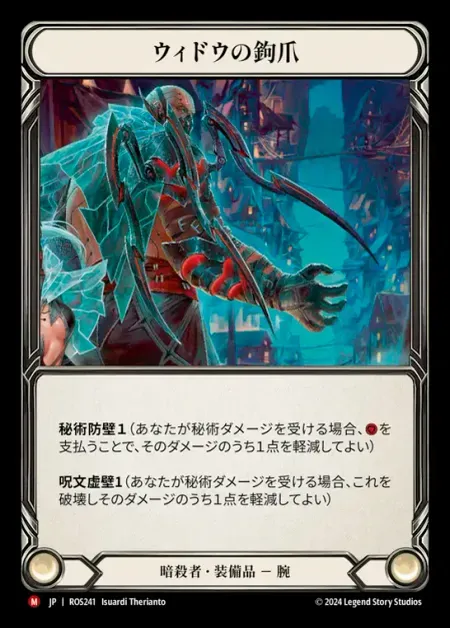 ウィドウの鉤爪
秘術防壁1（あなたが秘術ダメージを受ける場合、を
支払うことで、そのダメージのうち1点を軽減してよい）
呪文虚壁1（あなたが秘術ダメージを受ける場合、これを
破壊しそのダメージのうち1点を軽減してよい）
暗殺者・装備品 － 腕
M JP | ROS241 Isuardi Therianto
© 2024 Legend Story Studios